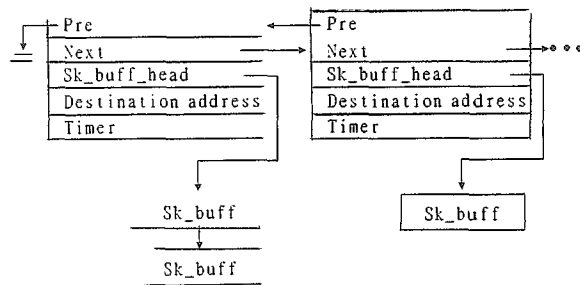 Pre
Next
Sk_buff_head
Destination address
Timer
Sk_buff
Sk_buff
Pre
Next
Sk_buff_head
Destination address
Timer
Sk_buff